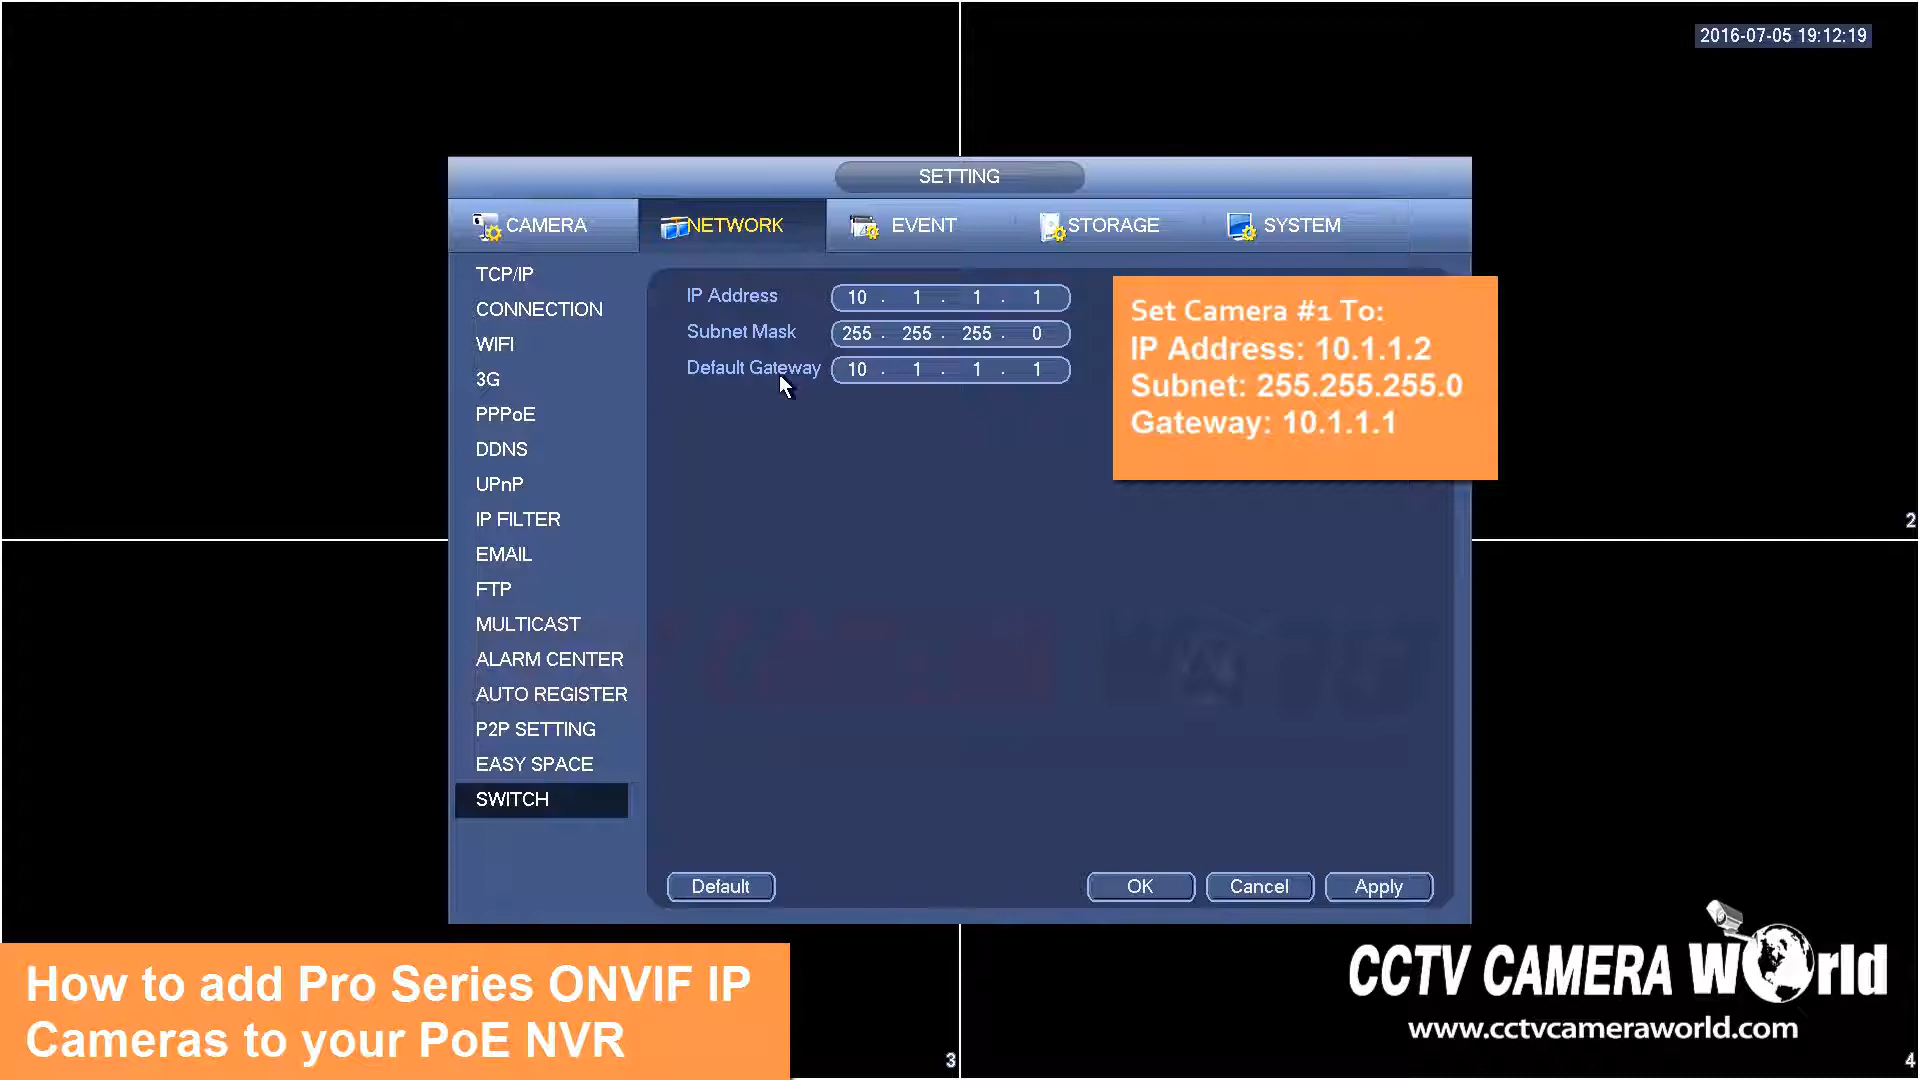 2016-07-05 19:12:19
SETTING
CAMERA NETWORK EVENT STORAGE SYSTEM
TCP/IP
CONNECTION
WIFI
3G
PPPoE
DDNS
UPnP
IP FILTER
EMAIL
FTP
MULTICAST
ALARM CENTER
AUTO REGISTER
P2P SETTING
EASY SPACE
SWITCH
IP Address 10 . 1 . 1 . 1
Subnet Mask 255 . 255 . 255 . 0
Default Gateway 10 . 1 . 1 . 1
Set Camera #1 To:
IP Address: 10.1.1.2
Subnet: 255.255.255.0
Gateway: 10.1.1.1
Default OK Cancel Apply
2
3
4
How to add Pro Series ONVIF IP
Cameras to your PoE NVR
CCTV CAMERA World
www.cctvcameraworld.com